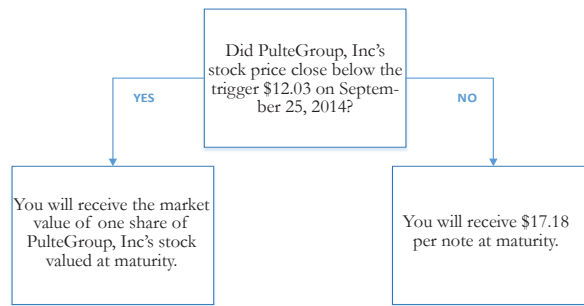 Did PulteGroup, Inc's
stock price close below the
trigger $12.03 on Septem-
ber 25, 2014?
YES
NO
You will receive the market
value of one share of
PulteGroup, Inc's stock
valued at maturity.
You will receive $17.18
per note at maturity.